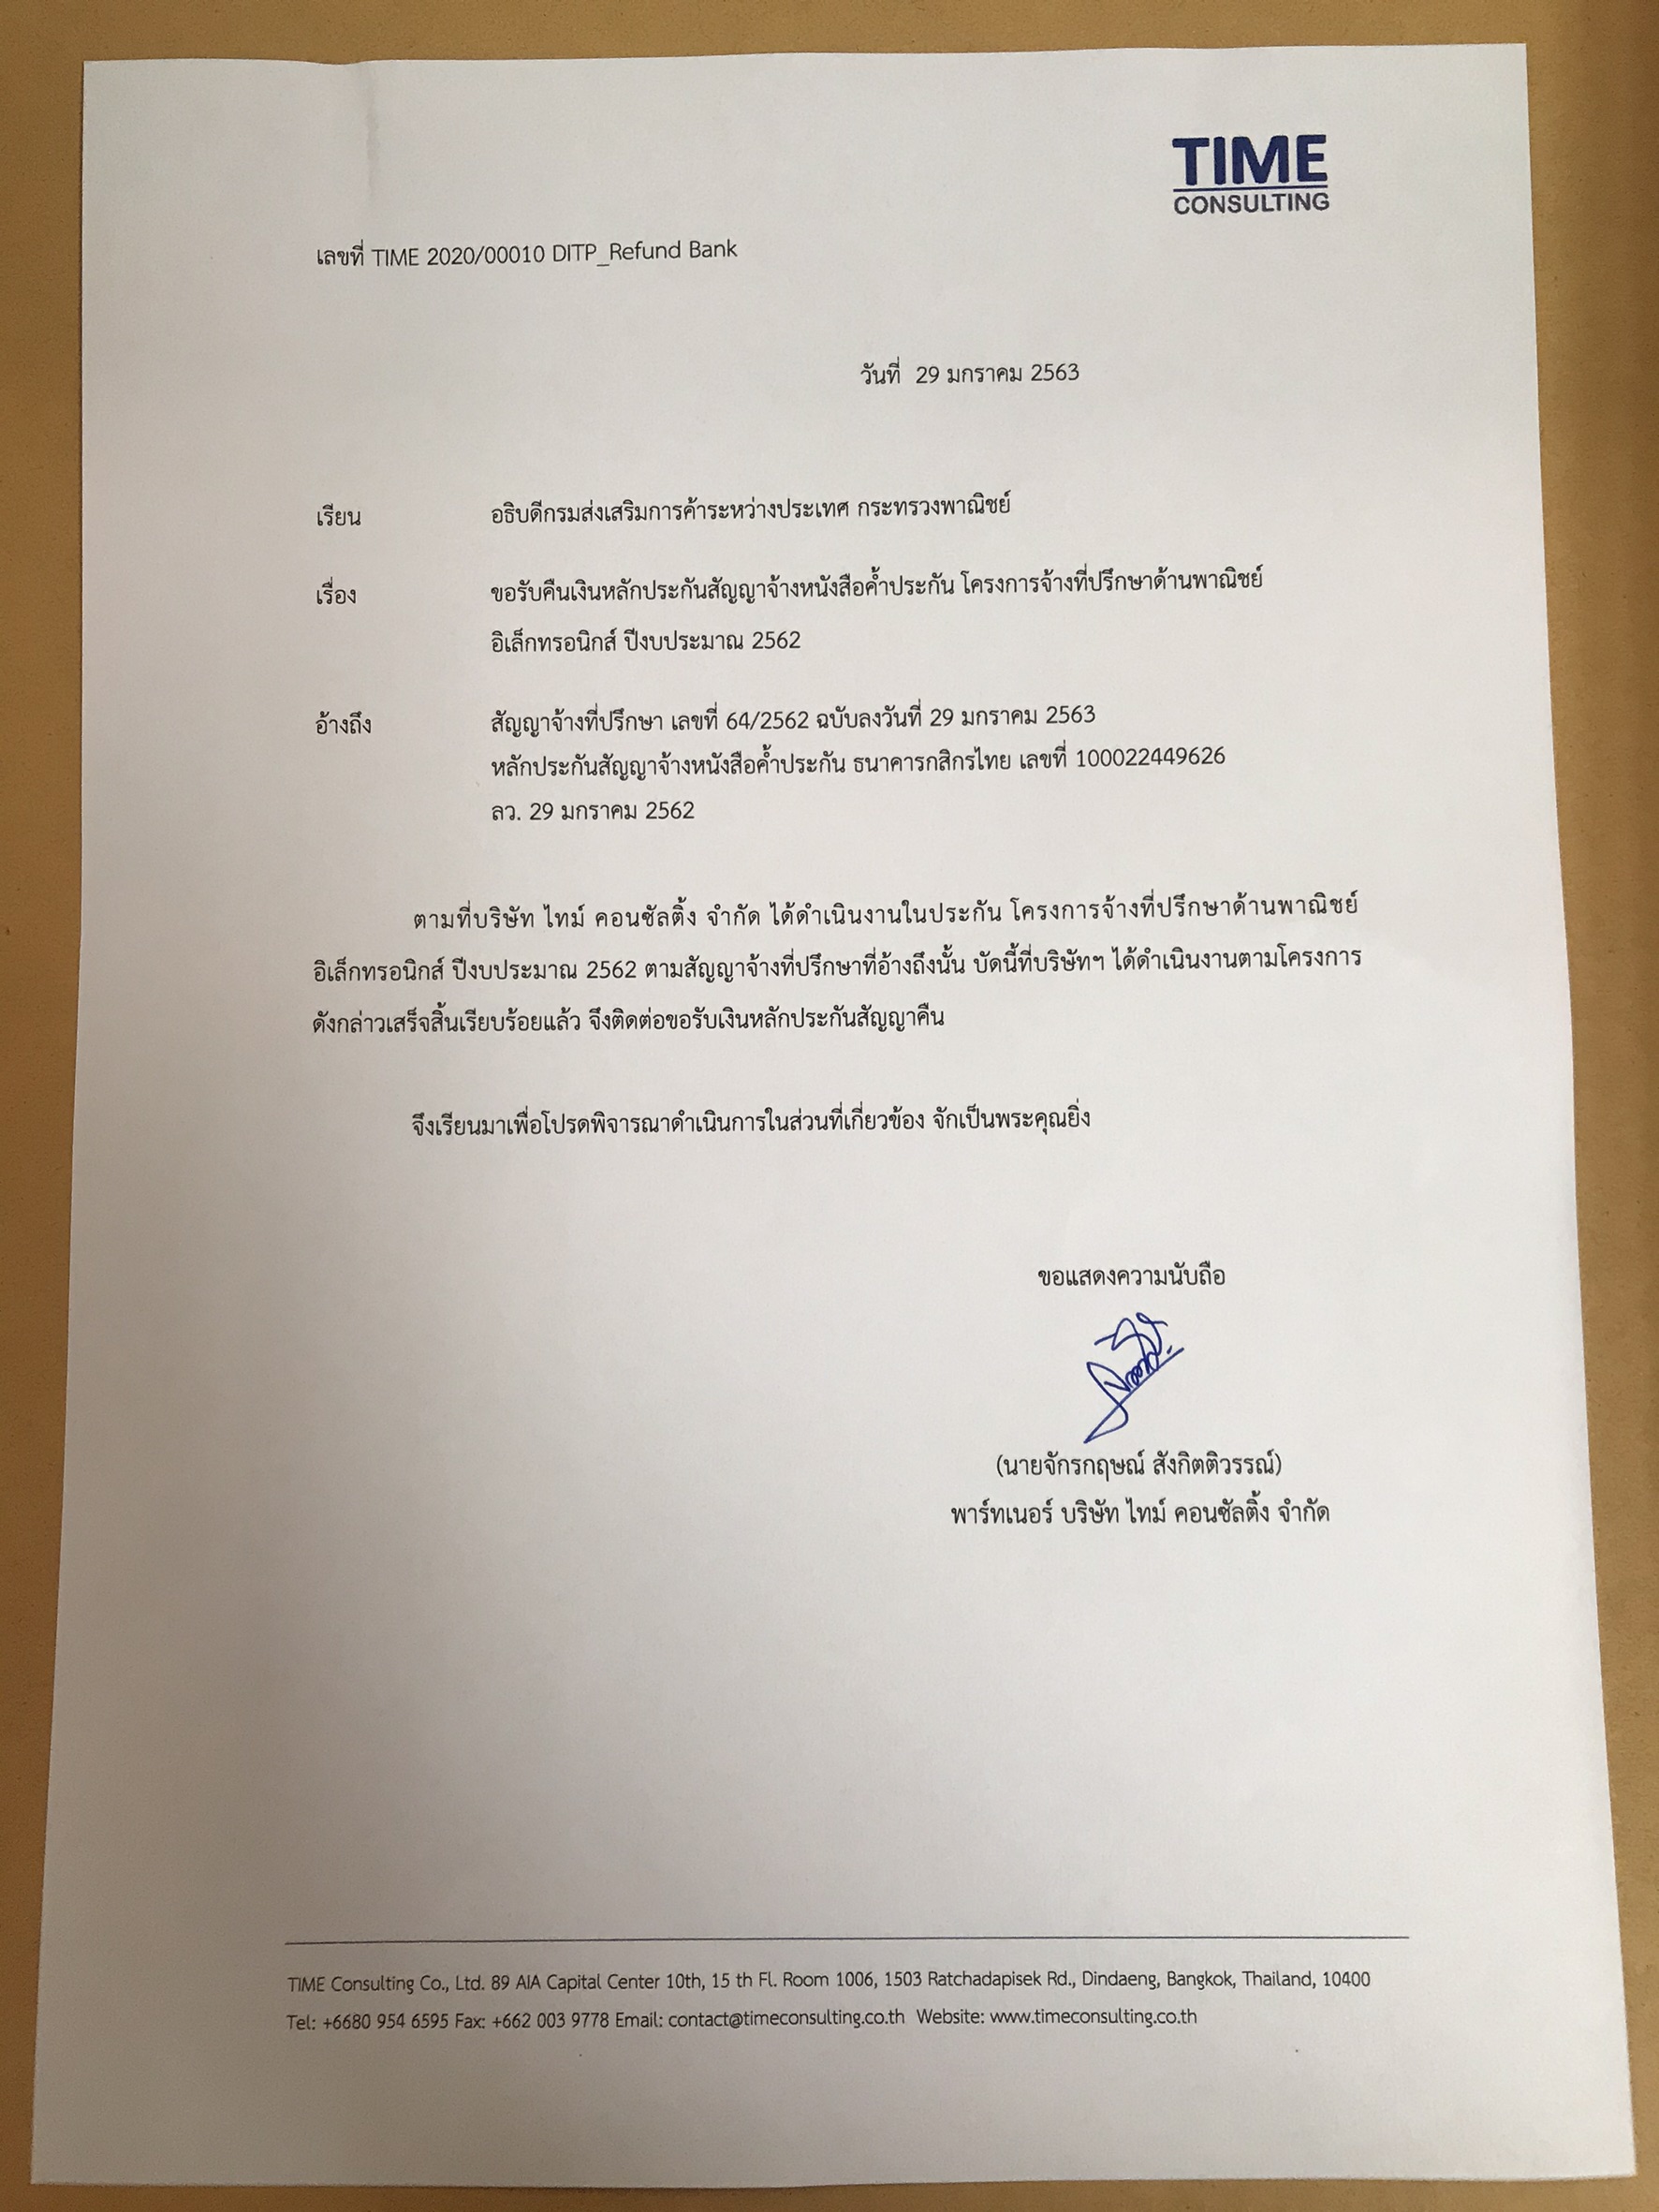 TIME
CONSULTING
เลขที่ TIME 2020/00010 DITP_Refund Bank
วันที่ 29 มกราคม 2563
เรียน อธิบดีกรมส่งเสริมการค้าระหว่างประเทศ กระทรวงพาณิชย์
เรื่อง ขอรับคืนเงินหลักประกันสัญญาจ้างหนังสือค้ำประกัน โครงการจ้างที่ปรึกษาด้านพาณิชย์
อิเล็กทรอนิกส์ ปีงบประมาณ 2562
อ้างถึง สัญญาจ้างที่ปรึกษา เลขที่ 64/2562 ฉบับลงวันที่ 29 มกราคม 2563
หลักประกันสัญญาจ้างหนังสือค้ำประกัน ธนาคารกสิกรไทย เลขที่ 100022449626
ลว. 29 มกราคม 2562
ตามที่บริษัท ไทม์ คอนซัลติ้ง จำกัด ได้ดำเนินงานในประกัน โครงการจ้างที่ปรึกษาด้านพาณิชย์
อิเล็กทรอนิกส์ ปีงบประมาณ 2562 ตามสัญญาจ้างที่ปรึกษาที่อ้างถึงนั้น บัดนี้ที่บริษัทฯ ได้ดำเนินงานตามโครงการ
ดังกล่าวเสร็จสิ้นเรียบร้อยแล้ว จึงติดต่อขอรับเงินหลักประกันสัญญาคืน
จึงเรียนมาเพื่อโปรดพิจารณาดำเนินการในส่วนที่เกี่ยวข้อง จักเป็นพระคุณยิ่ง
ขอแสดงความนับถือ
(นายจักรกฤษณ์ สังกิตติวรรณ์)
พาร์ทเนอร์ บริษัท ไทม์ คอนซัลติ้ง จำกัด
TIME Consulting Co., Ltd. 89 AIA Capital Center 10th, 15 th Fl. Room 1006, 1503 Ratchadapisek Rd., Dindaeng, Bangkok, Thailand, 10400
Tel: +6680 954 6595 Fax: +662 003 9778 Email: contact@timeconsulting.co.th Website: www.timeconsulting.co.th